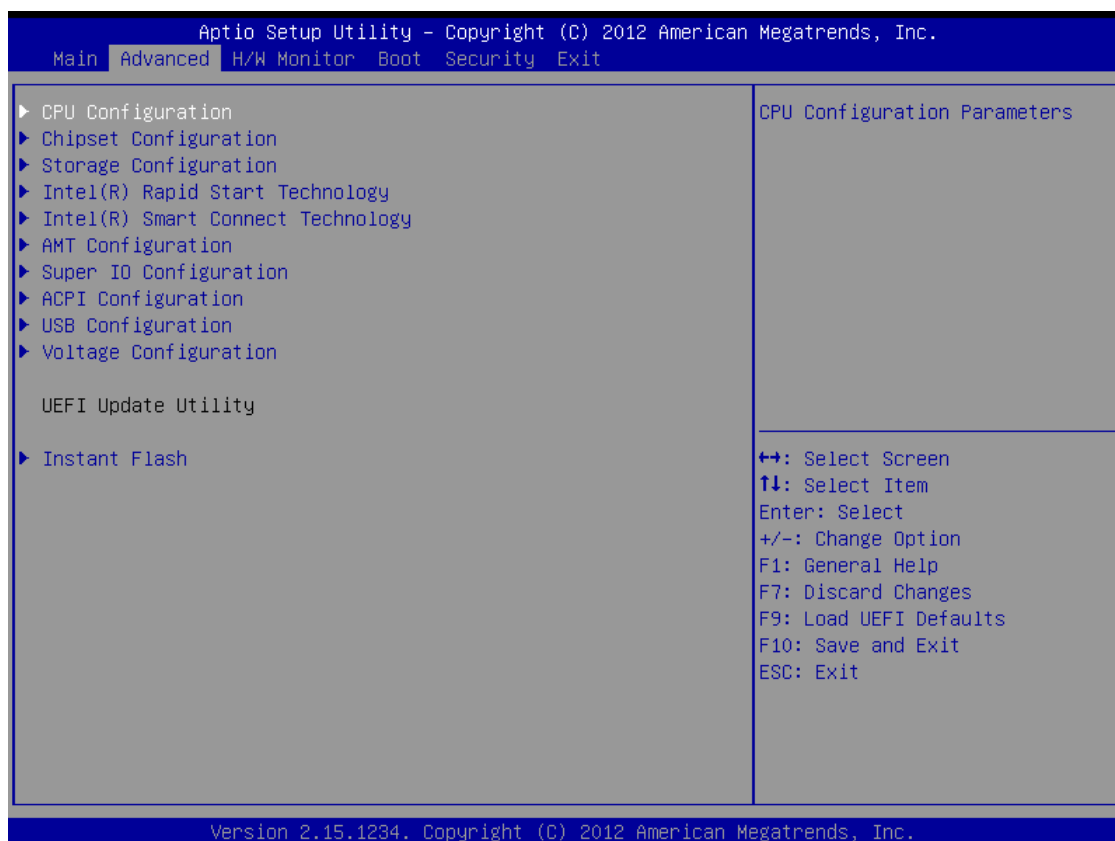 Aptio Setup Utility – Copyright (C) 2012 American Megatrends, Inc.
Main Advanced H/W Monitor Boot Security Exit
CPU Configuration
Chipset Configuration
Storage Configuration
Intel(R) Rapid Start Technology
Intel(R) Smart Connect Technology
AMT Configuration
Super IO Configuration
ACPI Configuration
USB Configuration
Voltage Configuration
UEFI Update Utility
Instant Flash
CPU Configuration Parameters
↔: Select Screen
↑↓: Select Item
Enter: Select
+/-: Change Option
F1: General Help
F7: Discard Changes
F9: Load UEFI Defaults
F10: Save and Exit
ESC: Exit
Version 2.15.1234. Copyright (C) 2012 American Megatrends, Inc.